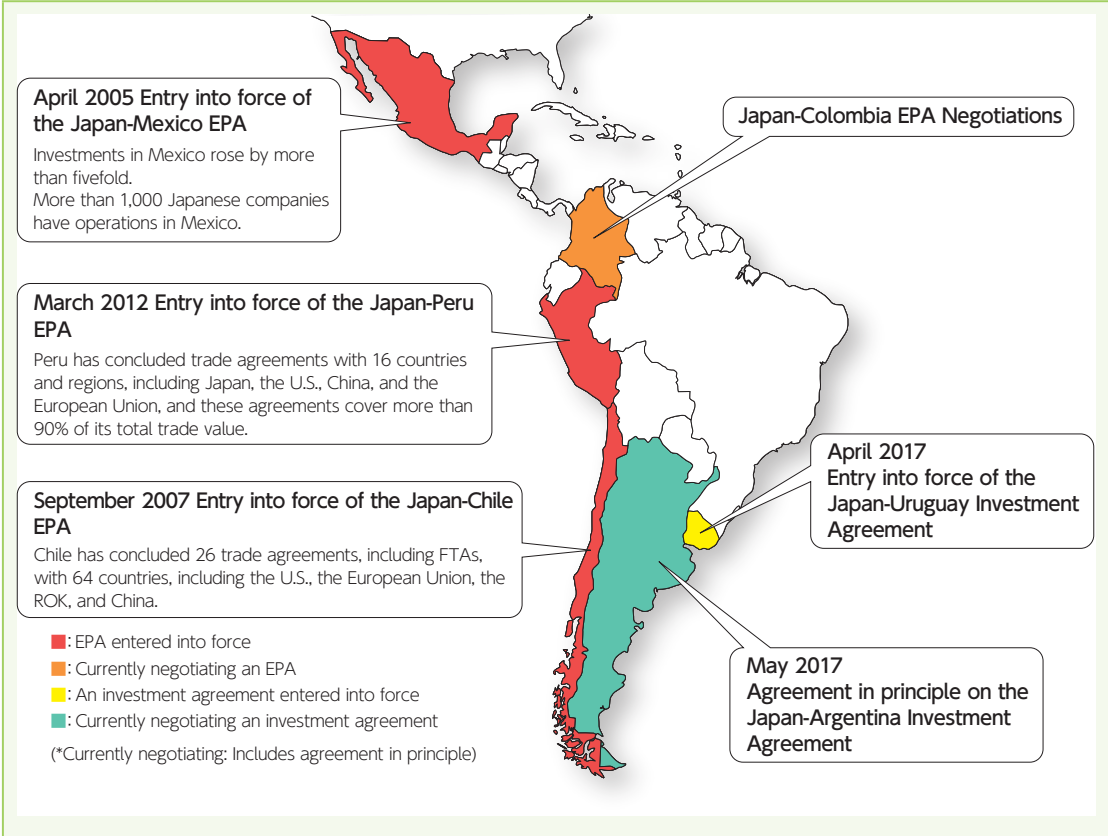 April 2005 Entry into force of
the Japan-Mexico EPA
Investments in Mexico rose by more
than fivefold.
More than 1,000 Japanese companies
have operations in Mexico.
Japan-Colombia EPA Negotiations
March 2012 Entry into force of the Japan-Peru
EPA
Peru has concluded trade agreements with 16 countries
and regions, including Japan, the U.S., China, and the
European Union, and these agreements cover more than
90% of its total trade value.
April 2017
Entry into force of the
Japan-Uruguay Investment
Agreement
September 2007 Entry into force of the Japan-Chile
EPA
Chile has concluded 26 trade agreements, including FTAs,
with 64 countries, including the U.S., the European Union, the
ROK, and China.
: EPA entered into force
: Currently negotiating an EPA
: An investment agreement entered into force
: Currently negotiating an investment agreement
(*Currently negotiating: Includes agreement in principle)
May 2017
Agreement in principle on the
Japan-Argentina Investment
Agreement